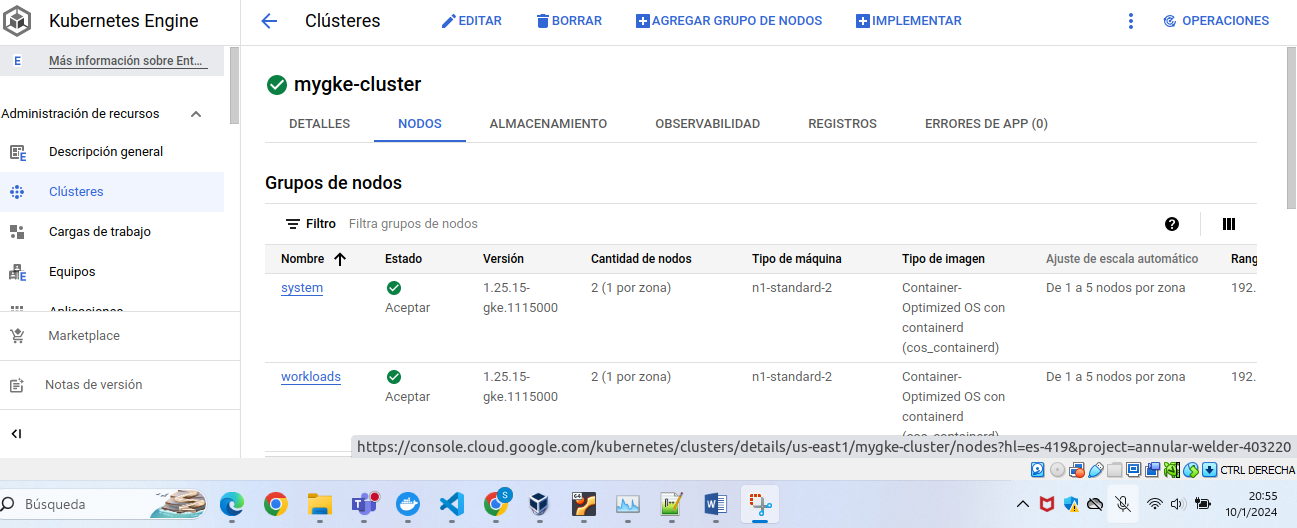 Kubernetes Engine
Clústeres
EDITAR
BORRAR
AGREGAR GRUPO DE NODOS
IMPLEMENTAR
OPERACIONES
E
Más información sobre Ent...
Administración de recursos
Descripción general
Clústeres
Cargas de trabajo
Equipos
Aplicaciones
Marketplace
Notas de versión
mygke-cluster
DETALLES
NODOS
ALMACENAMIENTO
OBSERVABILIDAD
REGISTROS
ERRORES DE APP (0)
Grupos de nodos
Filtro Filtra grupos de nodos
Nombre Estado Versión Cantidad de nodos Tipo de máquina Tipo de imagen Ajuste de escala automático Rang
system Aceptar 1.25.15-gke.1115000 2 (1 por zona) n1-standard-2 Container-Optimized OS con containerd (cos_containerd) De 1 a 5 nodos por zona 192.
workloads Aceptar 1.25.15-gke.1115000 2 (1 por zona) n1-standard-2 Container-Optimized OS con containerd (cos_containerd) De 1 a 5 nodos por zona 192.
https://console.cloud.google.com/kubernetes/clusters/details/us-east1/mygke-cluster/nodes?hl=es-419&project=annular-welder-403220
CTRL DERECHA
Búsqueda
20:55
10/1/2024